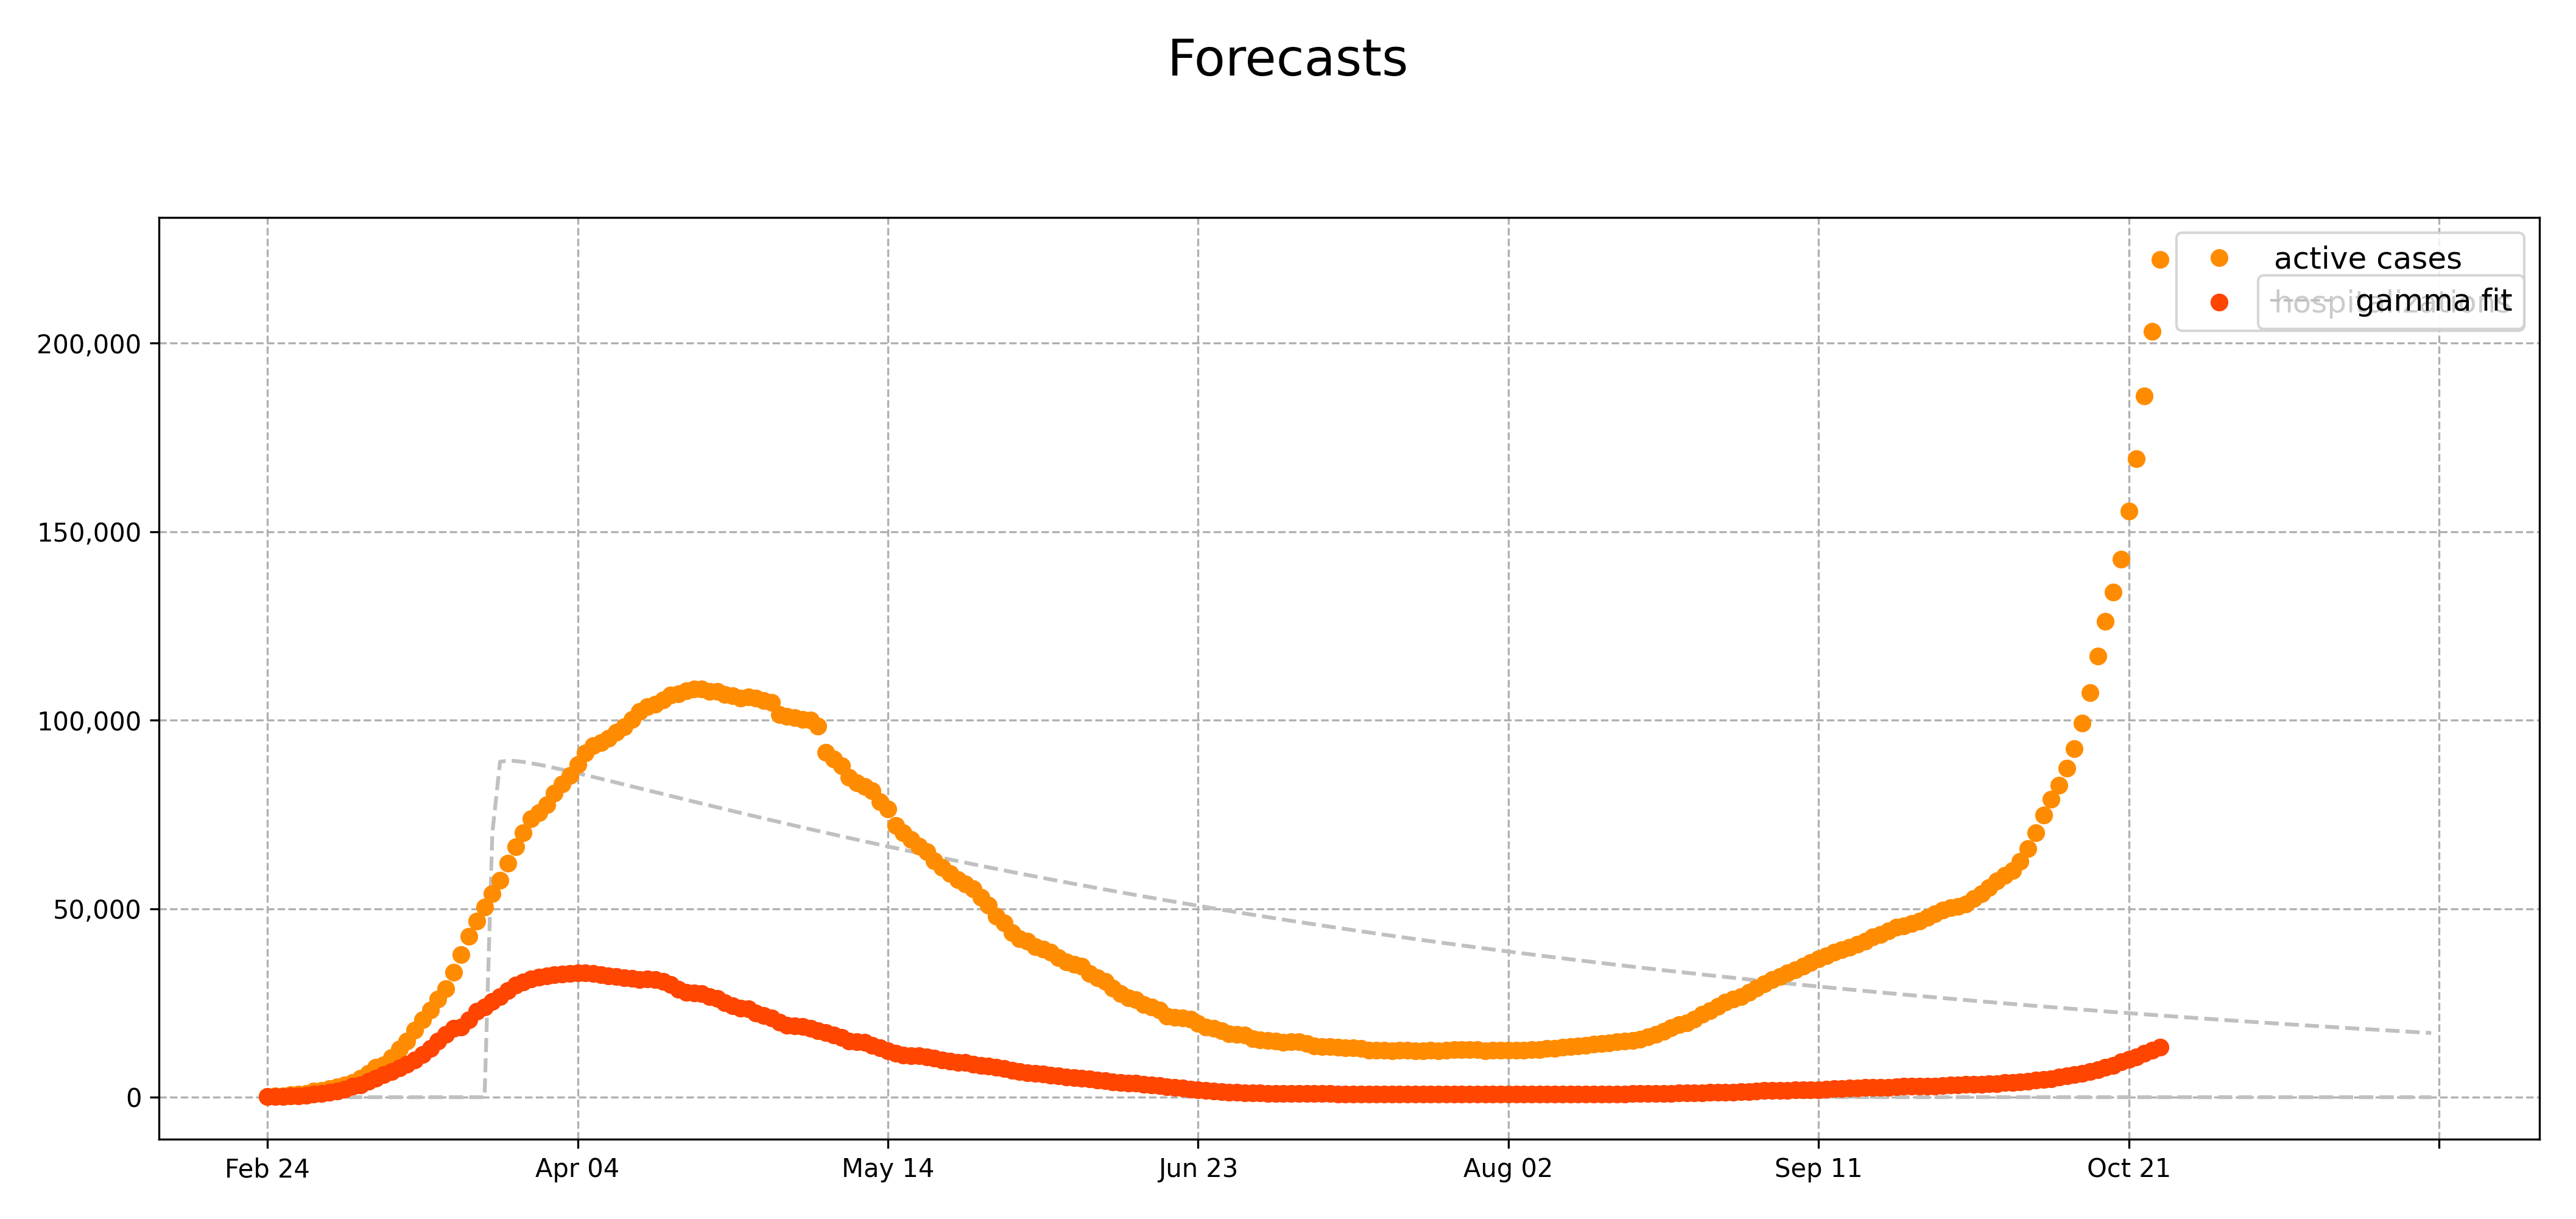 Forecasts
active cases
hospitalizations
gamma fit
200,000
150,000
100,000
50,000
0
Feb 24
Apr 04
May 14
Jun 23
Aug 02
Sep 11
Oct 21